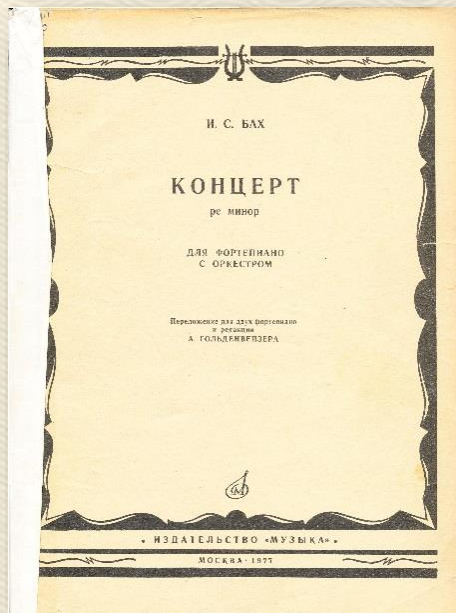 И. С. БАХ
КОНЦЕРТ
ре минор
ДЛЯ ФОРТЕПИАНО
С ОРКЕСТРОМ
Переложение для двух фортепиано
и редакция
А. ГОЛЬДЕНВЕЙЗЕРА
• ИЗДАТЕЛЬСТВО «МУЗЫКА» •
МОСКВА · 1977